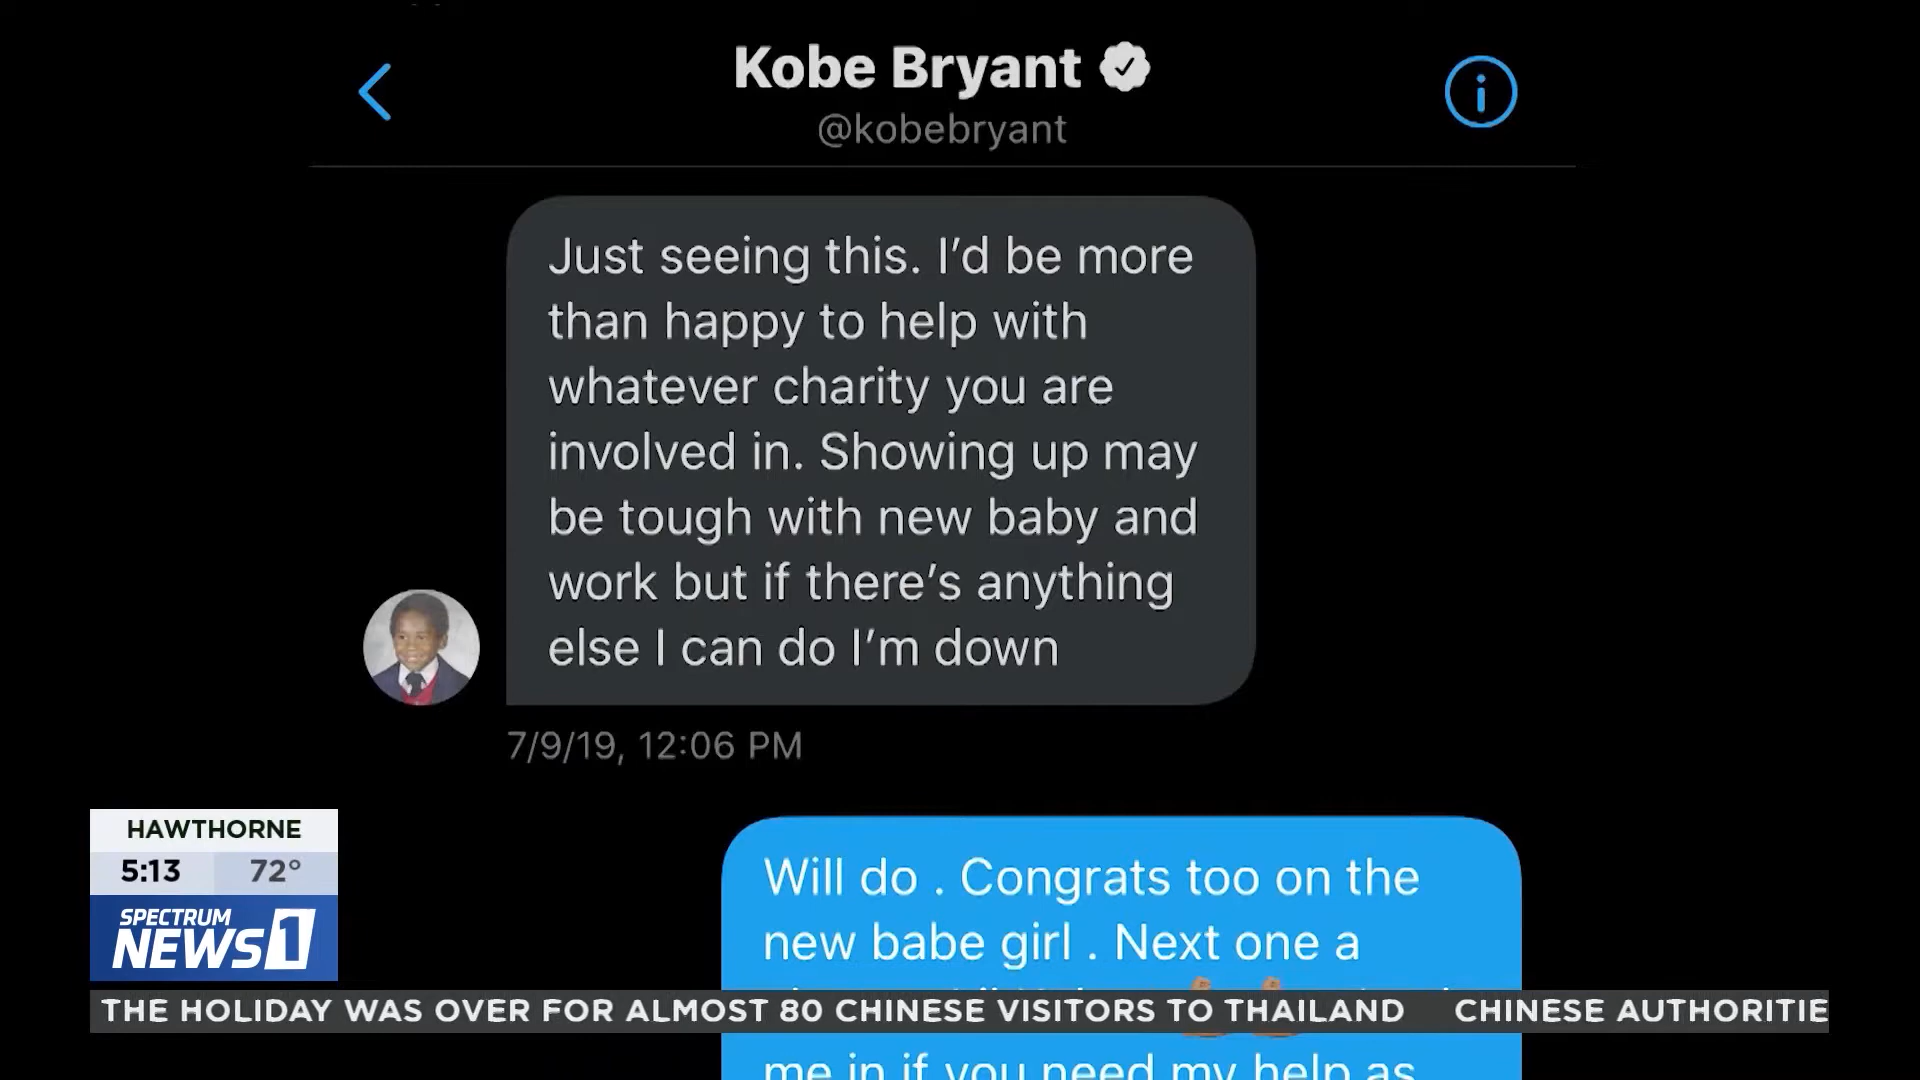 Kobe Bryant
@kobebryant
Just seeing this. I'd be more
than happy to help with
whatever charity you are
involved in. Showing up may
be tough with new baby and
work but if there's anything
else I can do I'm down
7/9/19, 12:06 PM
Will do . Congrats too on the
new babe girl . Next one a
me in if you need my help as
HAWTHORNE
5:13 72°
SPECTRUM
NEWS 1
THE HOLIDAY WAS OVER FOR ALMOST 80 CHINESE VISITORS TO THAILAND CHINESE AUTHORITIE